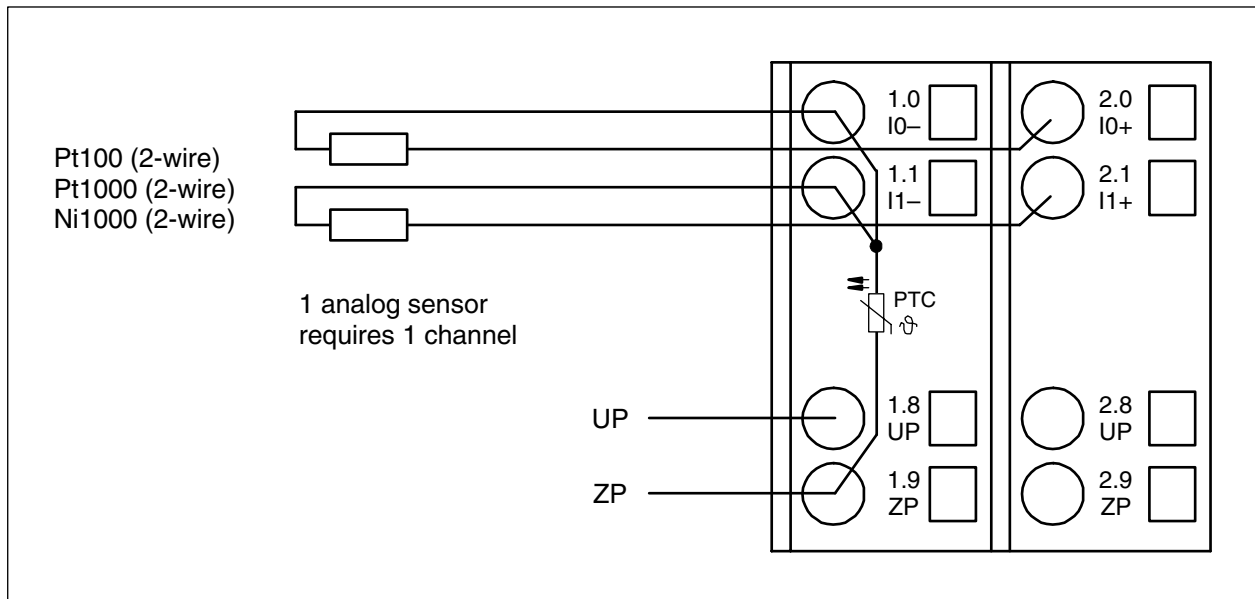 1.0
I0–
2.0
I0+
Pt100 (2-wire)
Pt1000 (2-wire)
Ni1000 (2-wire)
1.1
I1–
2.1
I1+
1 analog sensor
requires 1 channel
PTC
ϑ
UP
1.8
UP
2.8
UP
ZP
1.9
ZP
2.9
ZP